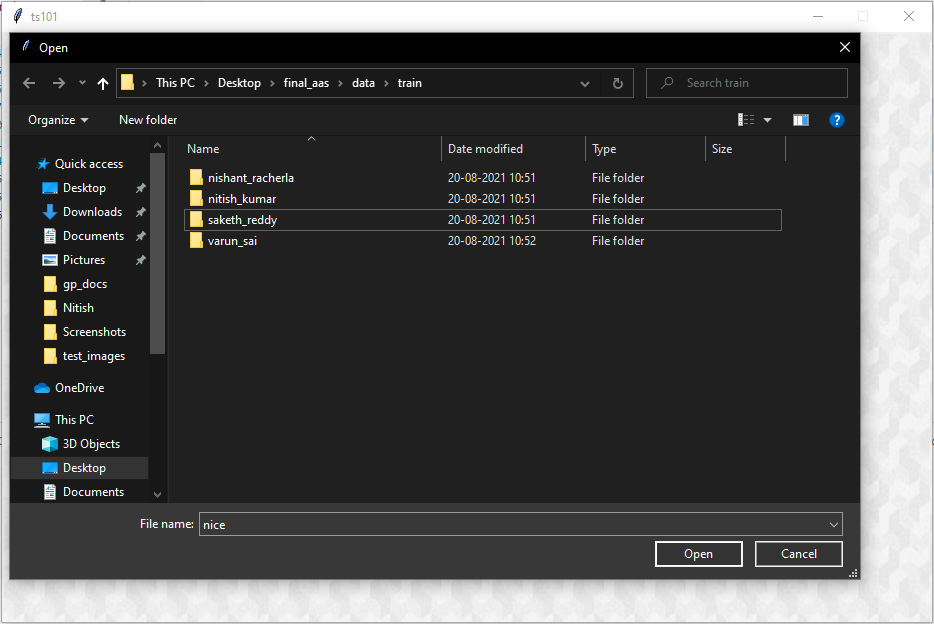 ts101
Open
This PC > Desktop > final_aas > data > train
Search train
Organize
New folder
?
Name
Date modified
Type
Size
Quick access
Desktop
Downloads
Documents
Pictures
gp_docs
Nitish
Screenshots
test_images
OneDrive
This PC
3D Objects
Desktop
Documents
nishant_racherla 20-08-2021 10:51 File folder
nitish_kumar 20-08-2021 10:51 File folder
saketh_reddy 20-08-2021 10:51 File folder
varun_sai 20-08-2021 10:52 File folder
File name: nice
Open
Cancel